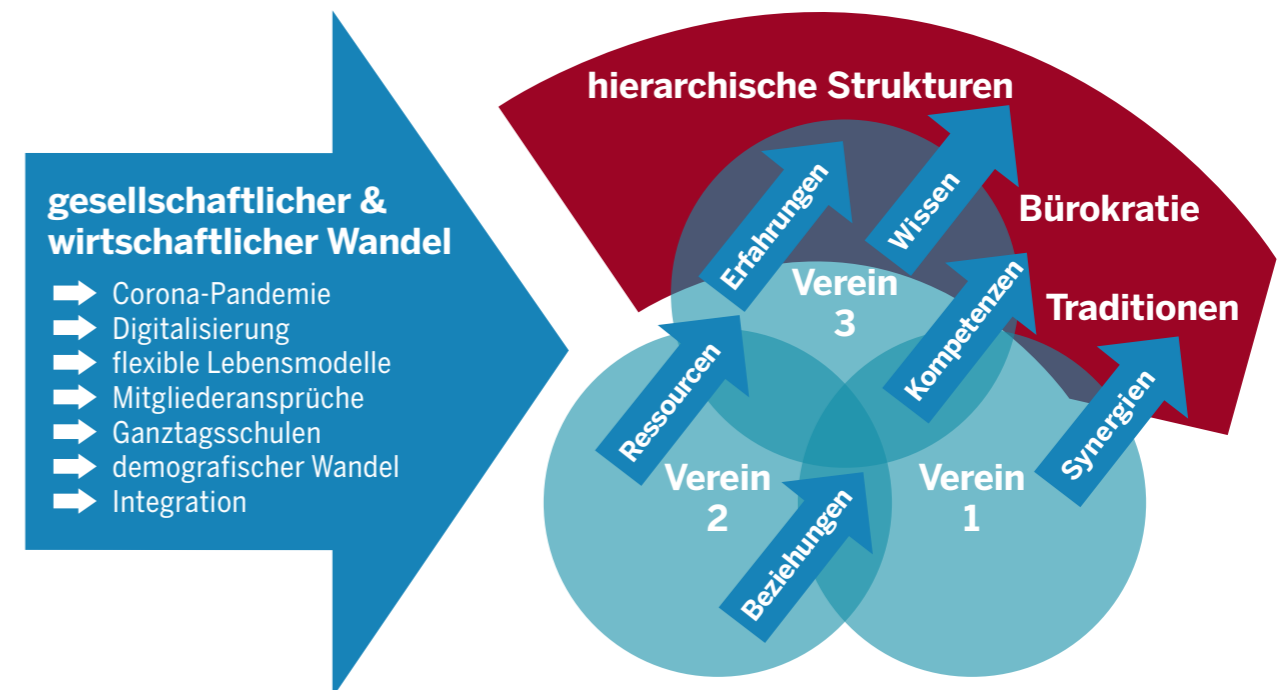 gesellschaftlicher &
wirtschaftlicher Wandel
Corona-Pandemie
Digitalisierung
flexible Lebensmodelle
Mitgliederansprüche
Ganztagsschulen
demografischer Wandel
Integration
hierarchische Strukturen
Bürokratie
Traditionen
Erfahrungen
Wissen
Verein
3
Kompetenzen
Ressourcen
Synergien
Verein
2
Verein
1
Beziehungen